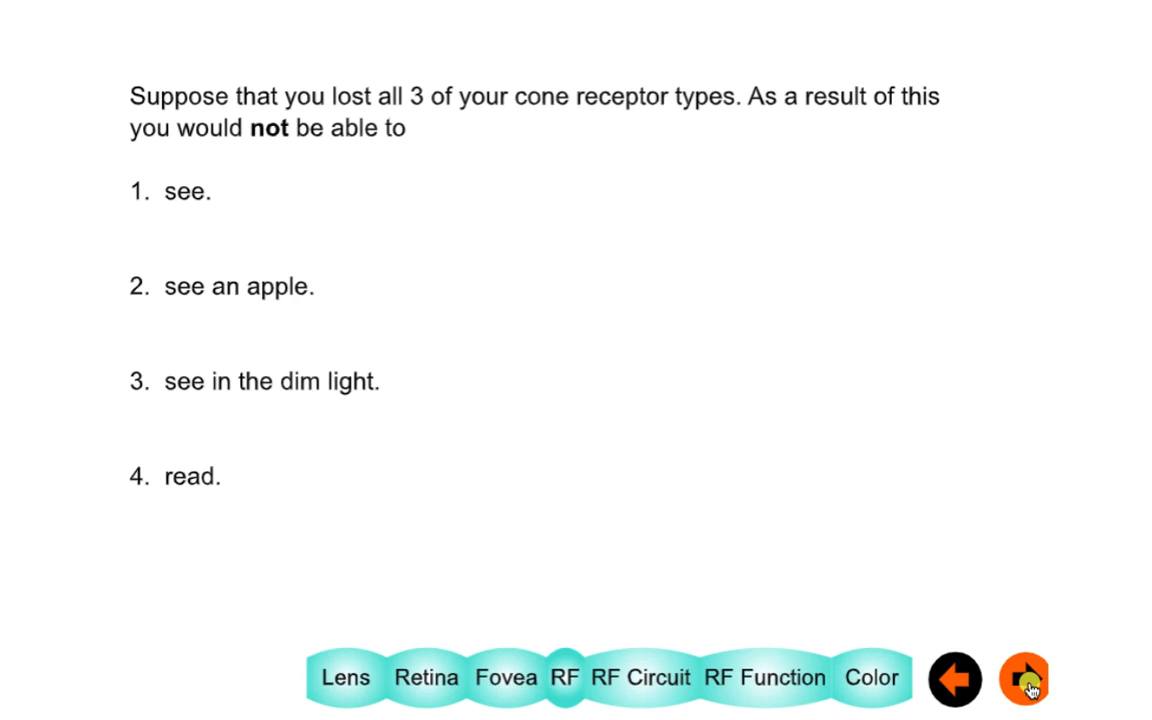 Suppose that you lost all 3 of your cone receptor types. As a result of this
you would not be able to
1. see.
2. see an apple.
3. see in the dim light.
4. read.
Lens Retina Fovea RF RF Circuit RF Function Color